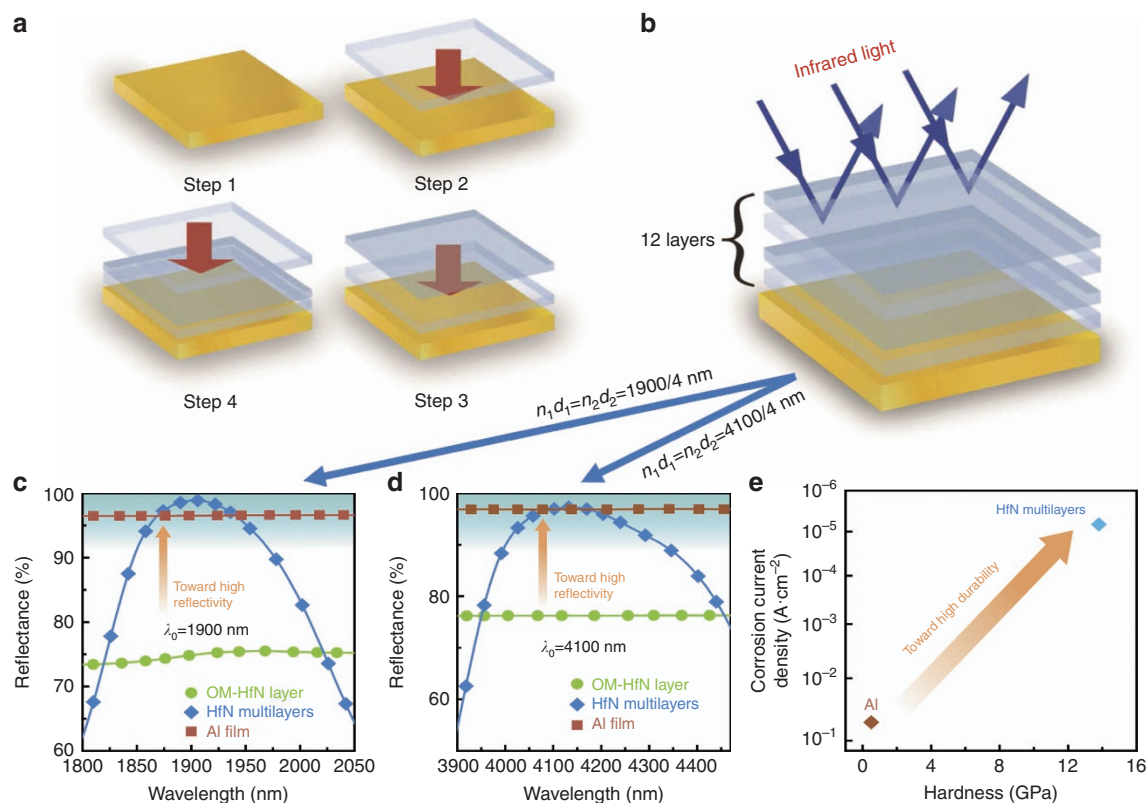 a
Step 1
Step 2
Step 4
Step 3
b
Infrared light
12 layers
n₁d₁=n₂d₂=1900/4 nm
n₁d₁=n₂d₂=4100/4 nm
c
100
90
80
70
60
Reflectance (%)
Toward high
reflectivity
λ₀=1900 nm
OM-HfN layer
HfN multilayers
Al film
1800 1850 1900 1950 2000 2050
Wavelength (nm)
d
100
80
60
Reflectance (%)
Toward high
reflectivity
λ₀=4100 nm
OM-HfN layer
HfN multilayers
Al film
3900 4000 4100 4200 4300 4400
Wavelength (nm)
e
10⁻⁶
10⁻⁵
10⁻⁴
10⁻³
10⁻²
10⁻¹
Corrosion current
density (A·cm⁻²)
HfN multilayers
Toward high durability
Al
0 4 8 12 16
Hardness (GPa)